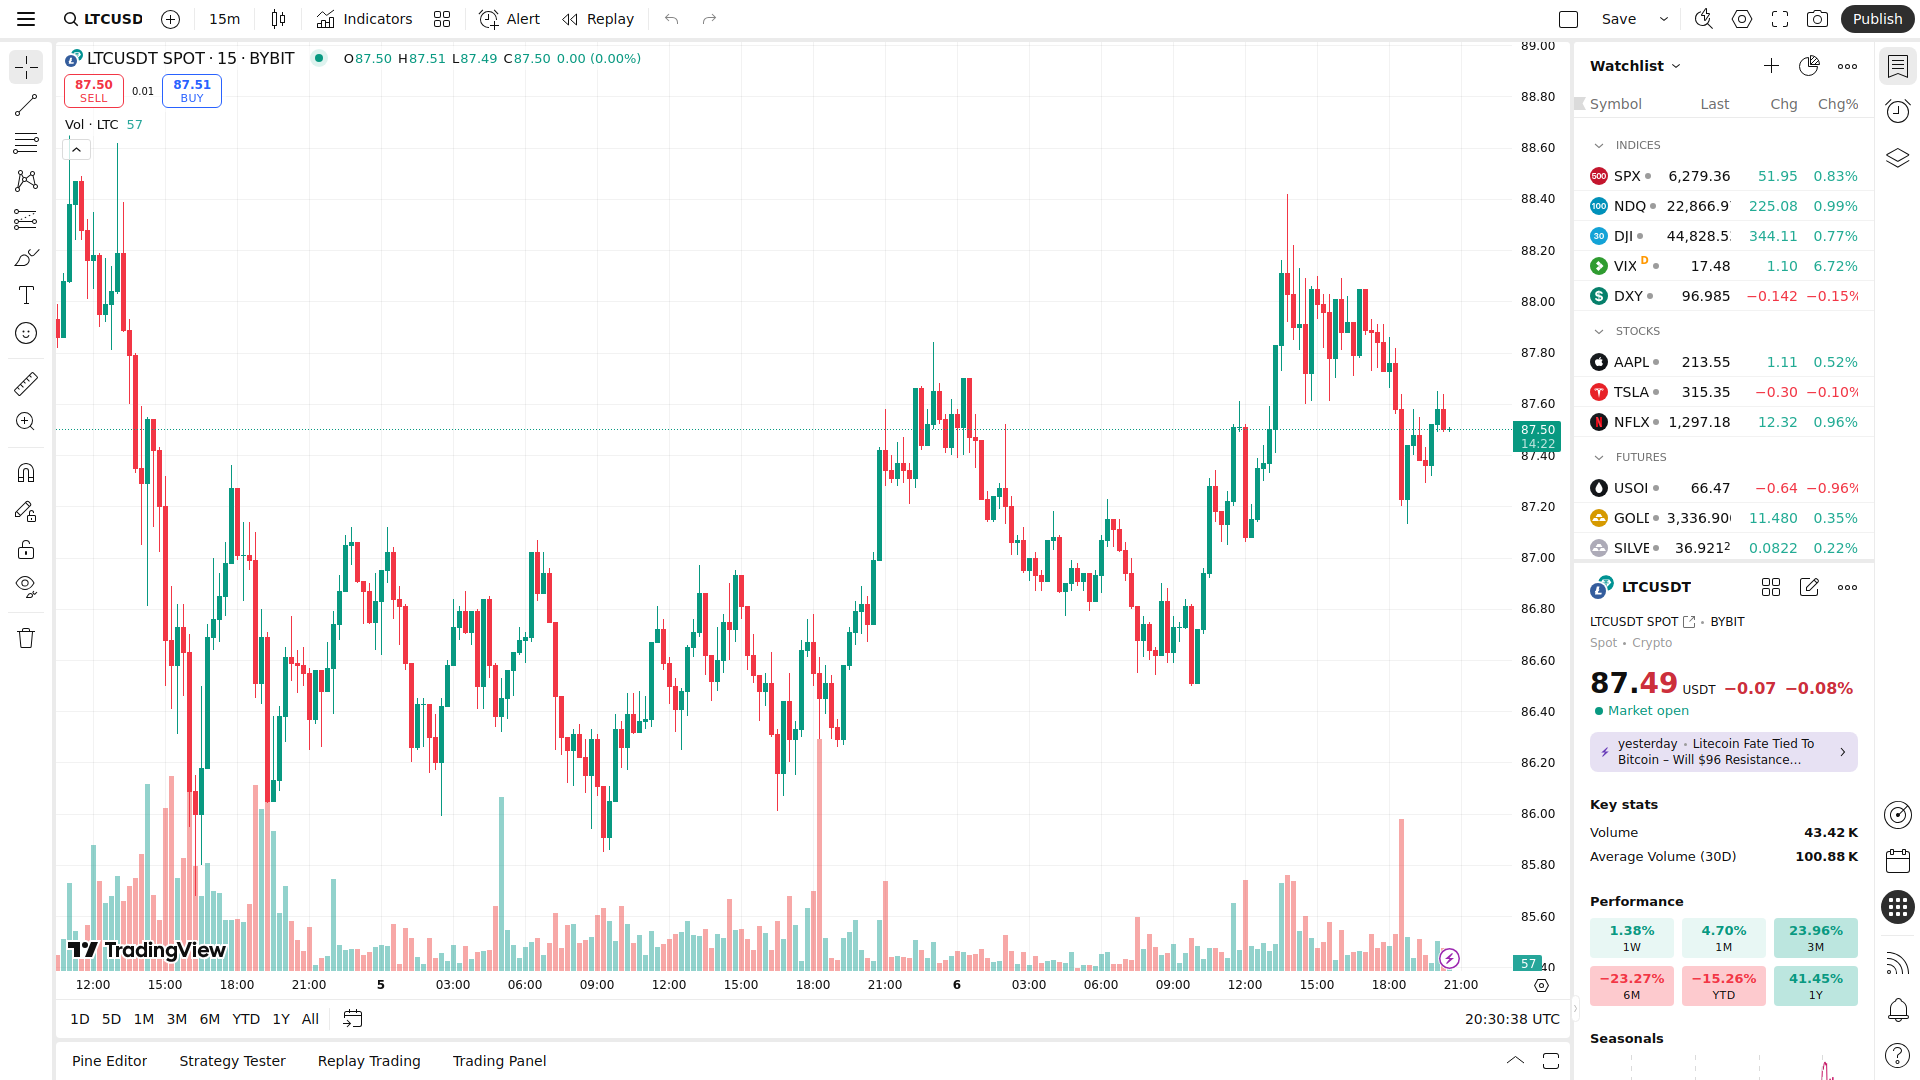 LTCUSD 15m Indicators Alert Replay Save Publish
LTCUSDT SPOT · 15 · BYBIT O87.50 H87.51 L87.49 C87.50 0.00 (0.00%)
87.50 SELL 0.01 87.51 BUY
Vol · LTC 57
89.00
88.80
88.60
88.40
88.20
88.00
87.80
87.60
87.50
14:22
87.40
87.20
87.00
86.80
86.60
86.40
86.20
86.00
85.80
85.60
57
TradingView
12:00 15:00 18:00 21:00 5 03:00 06:00 09:00 12:00 15:00 18:00 21:00 6 03:00 06:00 09:00 12:00 15:00 18:00 21:00
1D 5D 1M 3M 6M YTD 1Y All 20:30:38 UTC
Pine Editor Strategy Tester Replay Trading Trading Panel
Watchlist
Symbol Last Chg Chg%
INDICES
SPX 6,279.36 51.95 0.83%
NDQ 22,866.9 225.08 0.99%
DJI 44,828.5 344.11 0.77%
VIX D 17.48 1.10 6.72%
DXY 96.985 −0.142 −0.15%
STOCKS
AAPL 213.55 1.11 0.52%
TSLA 315.35 −0.30 −0.10%
NFLX 1,297.18 12.32 0.96%
FUTURES
USOI 66.47 −0.64 −0.96%
GOLD 3,336.90 11.480 0.35%
SILVE 36.921² 0.0822 0.22%
LTCUSDT
LTCUSDT SPOT • BYBIT
Spot • Crypto
87.49 USDT −0.07 −0.08%
Market open
yesterday • Litecoin Fate Tied To
Bitcoin – Will $96 Resistance...
Key stats
Volume 43.42 K
Average Volume (30D) 100.88 K
Performance
1.38% 4.70% 23.96%
1W 1M 3M
−23.27% −15.26% 41.45%
6M YTD 1Y
Seasonals